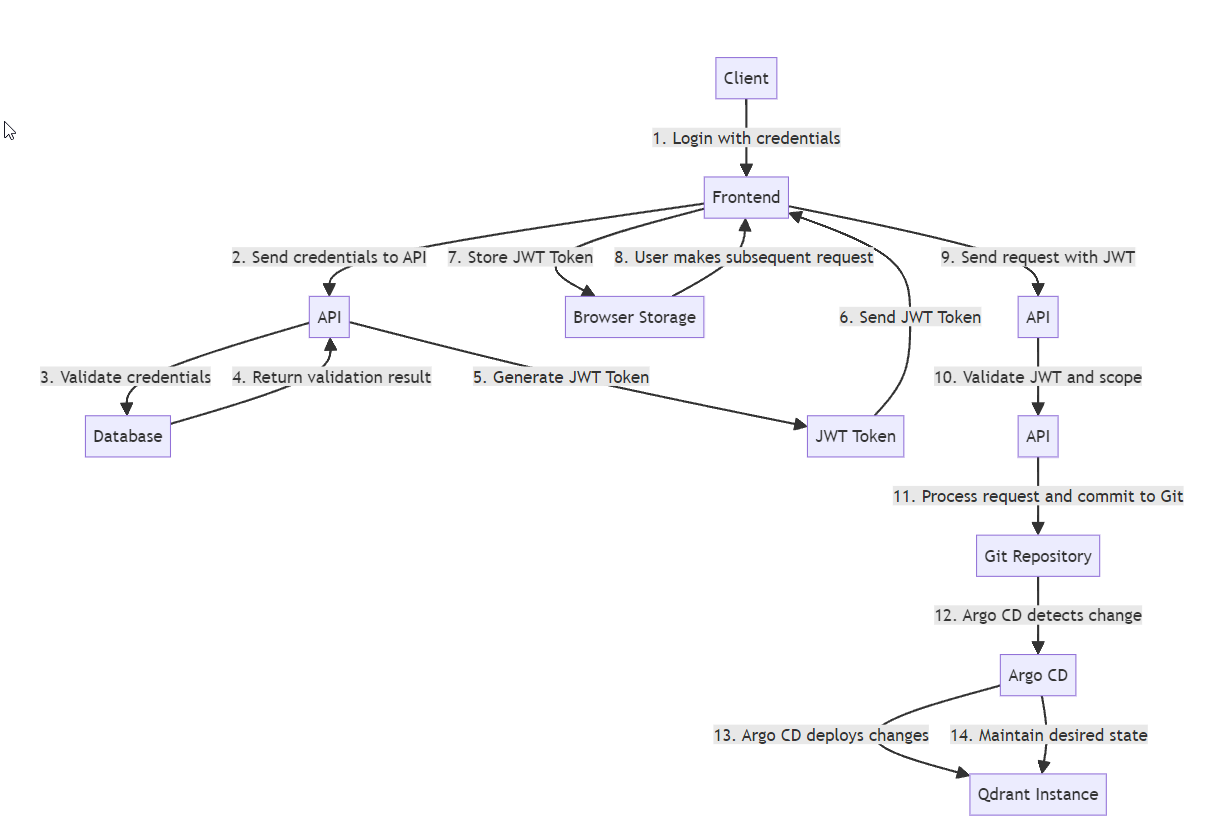 Client
1. Login with credentials
Frontend
2. Send credentials to API
7. Store JWT Token
8. User makes subsequent request
9. Send request with JWT
API
Browser Storage
6. Send JWT Token
API
3. Validate credentials
4. Return validation result
5. Generate JWT Token
10. Validate JWT and scope
Database
JWT Token
API
11. Process request and commit to Git
Git Repository
12. Argo CD detects change
Argo CD
13. Argo CD deploys changes
14. Maintain desired state
Qdrant Instance